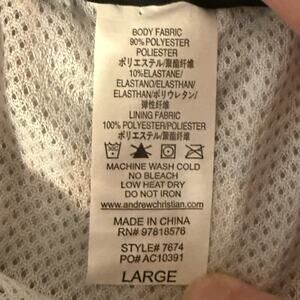 BODY FABRIC
90% POLYESTER
POLIESTER
ポリエステル/聚酯纤维
10%ELASTANE/
ELASTANO/ELASTHAN/
ELASTHAN/ポリウレタン/
弹性纤维
LINING FABRIC
100% POLYESTER/POLIESTER
ポリエステル/聚酯纤维
MACHINE WASH COLD
NO BLEACH
LOW HEAT DRY
DO NOT IRON
www.andrewchristian.com
MADE IN CHINA
RN# 97818576
STYLE# 7674
PO# AC10391
LARGE